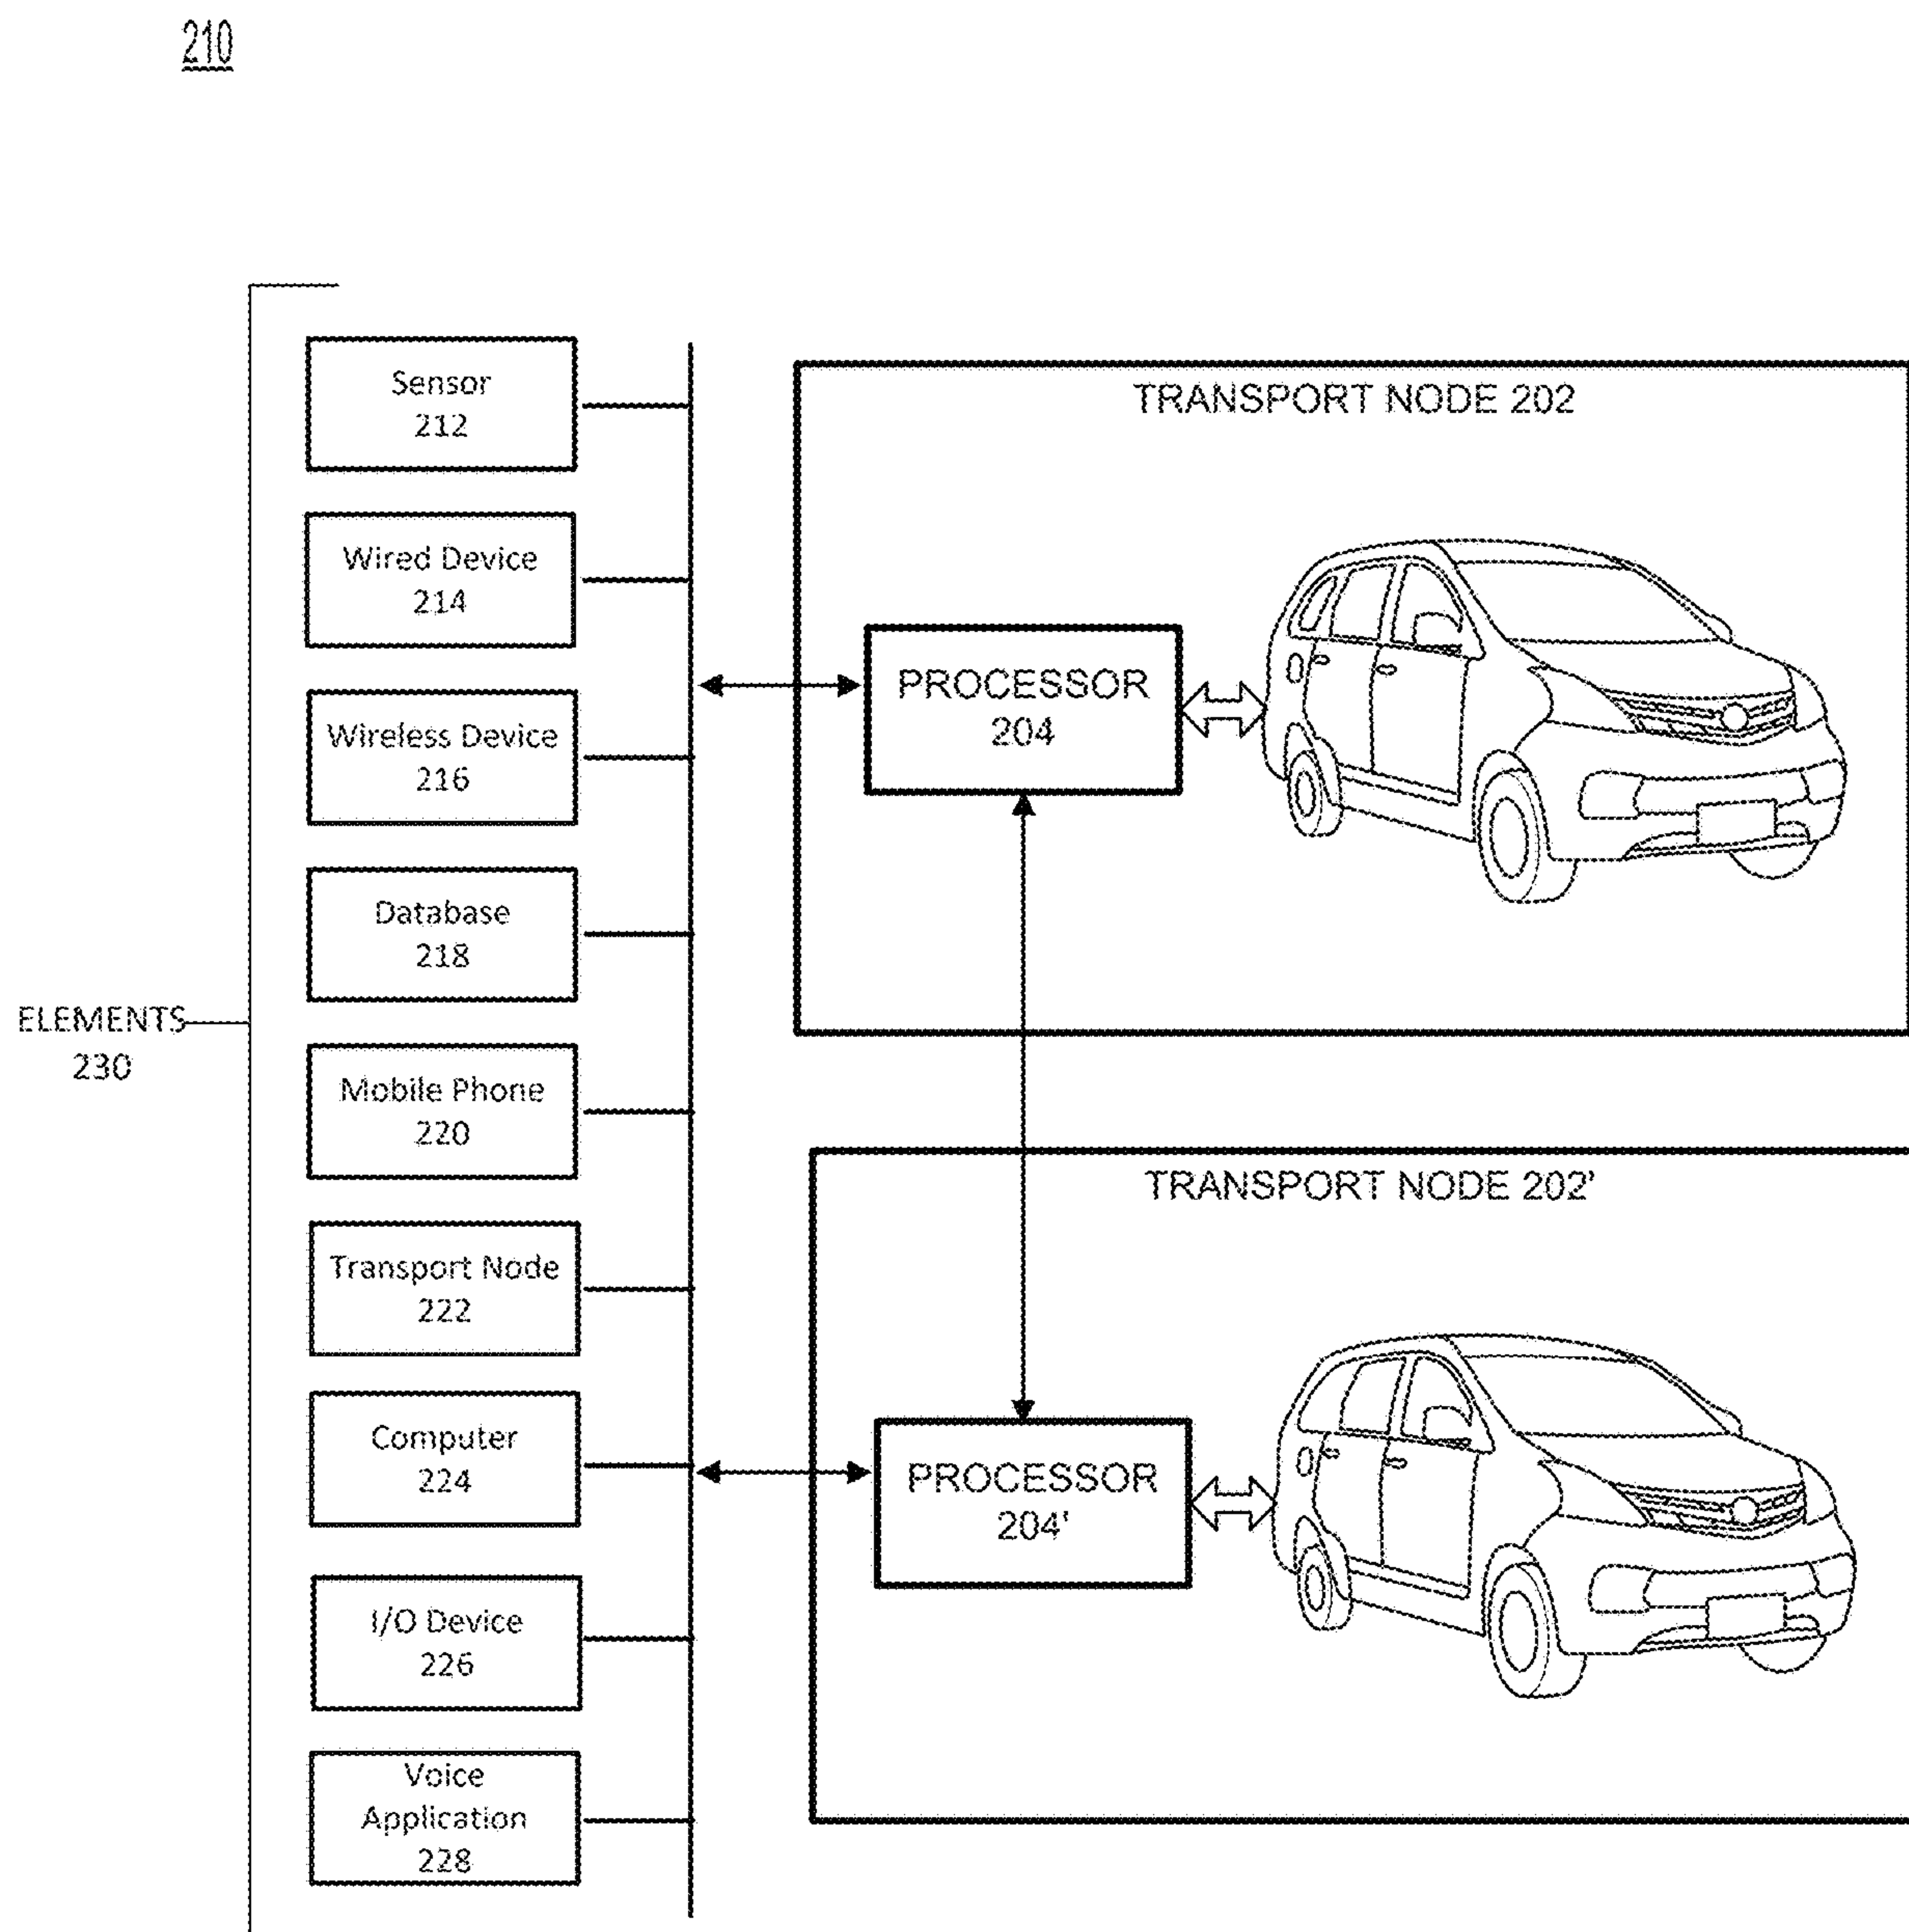 210
Sensor
212
Wired Device
214
Wireless Device
216
Database
218
ELEMENTS
230
Mobile Phone
220
Transport Node
222
Computer
224
I/O Device
226
Voice
Application
228
TRANSPORT NODE 202
PROCESSOR
204
TRANSPORT NODE 202'
PROCESSOR
204'